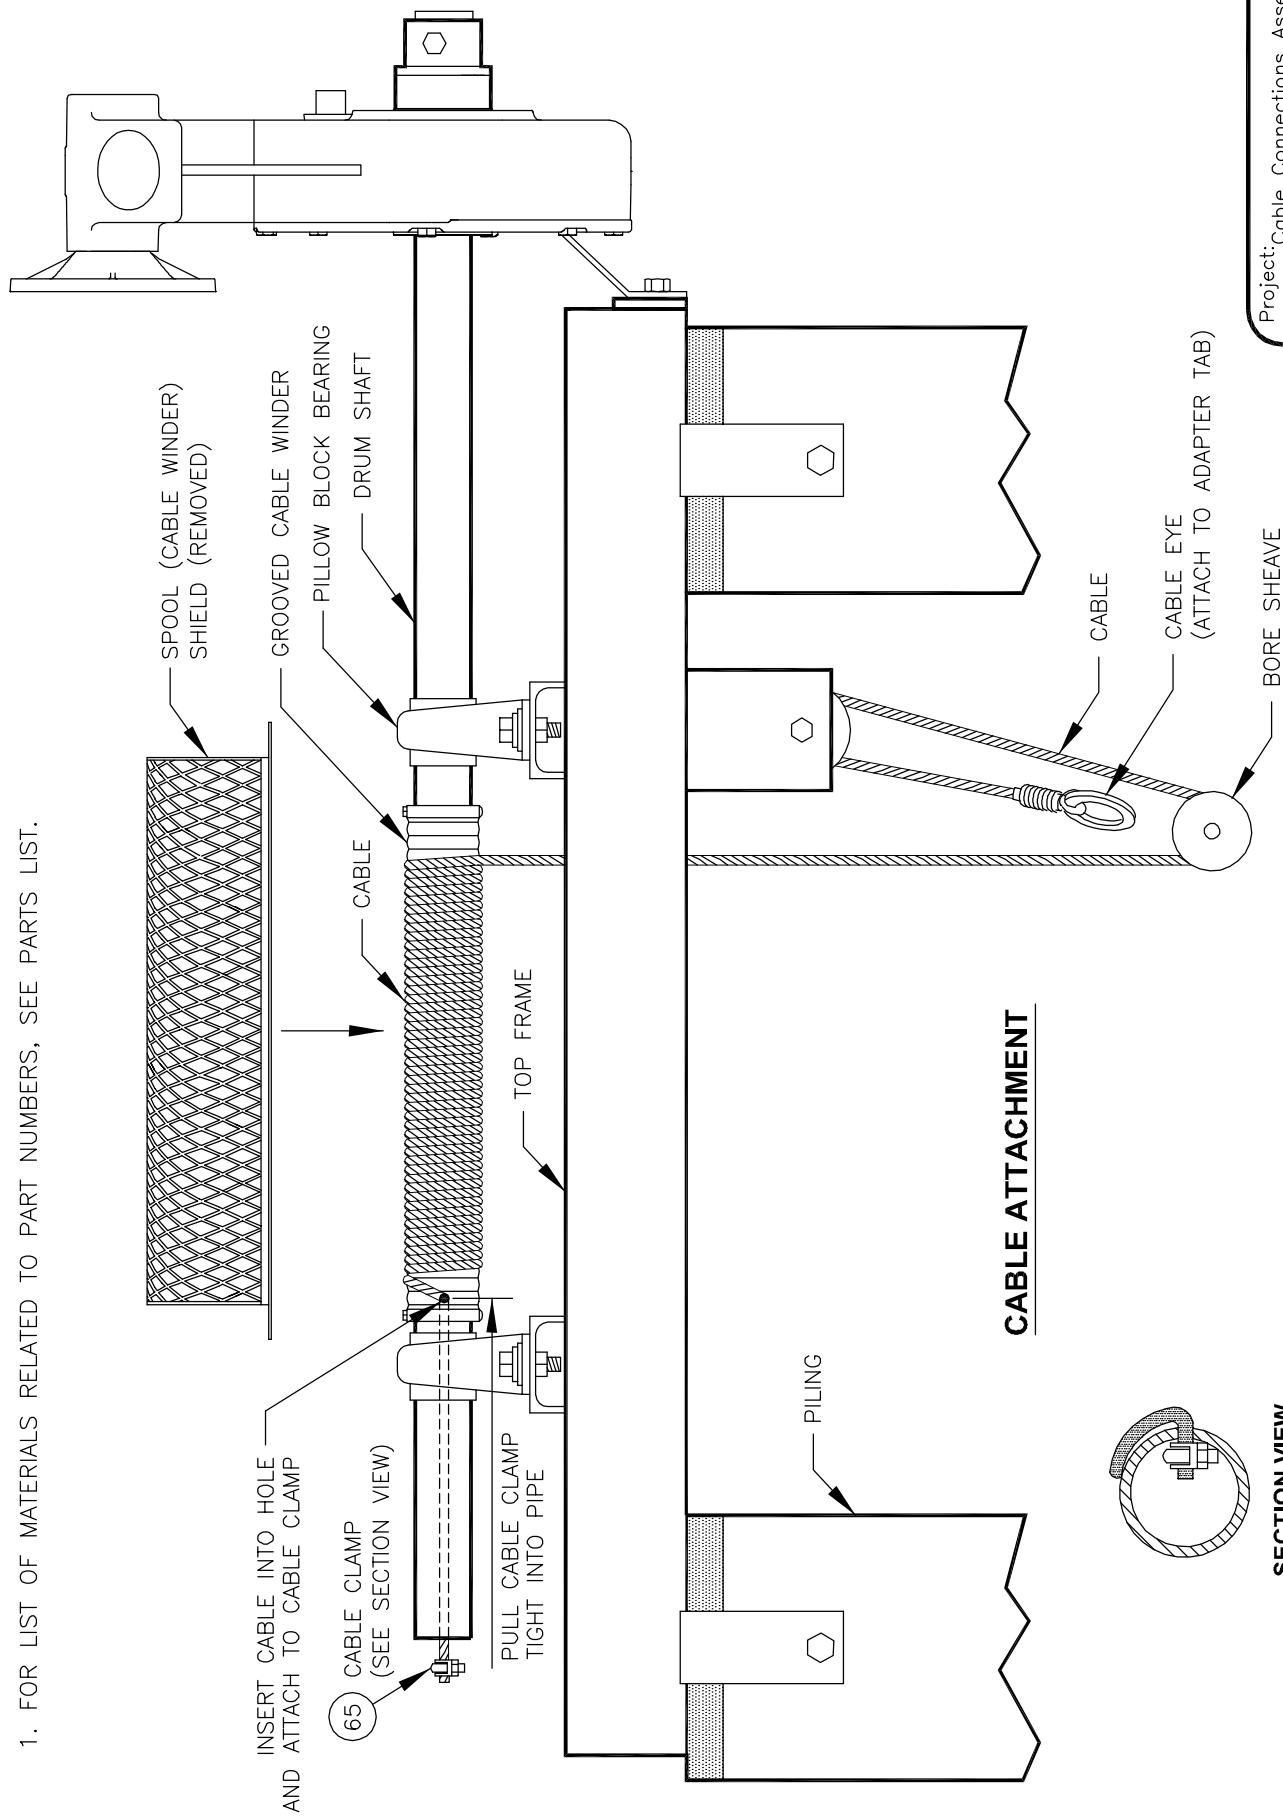 1. FOR LIST OF MATERIALS RELATED TO PART NUMBERS, SEE PARTS LIST.
SPOOL (CABLE WINDER)
SHIELD (REMOVED)
GROOVED CABLE WINDER
PILLOW BLOCK BEARING
DRUM SHAFT
CABLE
INSERT CABLE INTO HOLE
AND ATTACH TO CABLE CLAMP
65
CABLE CLAMP
(SEE SECTION VIEW)
PULL CABLE CLAMP
TIGHT INTO PIPE
TOP FRAME
PILING
CABLE ATTACHMENT
CABLE
CABLE EYE
(ATTACH TO ADAPTER TAB)
BORE SHEAVE
SECTION VIEW
Project:
Cable Connections